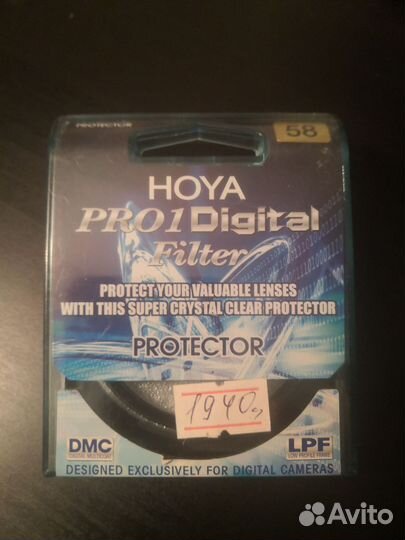 PROTECTOR
58
HOYA
PRO1 Digital
Filter
PROTECT YOUR VALUABLE LENSES
WITH THIS SUPER CRYSTAL CLEAR PROTECTOR
PROTECTOR
1940
DMC
DIGITAL MULTICOAT
LPF
LOW PROFILE FRAME
DESIGNED EXCLUSIVELY FOR DIGITAL CAMERAS
Avito